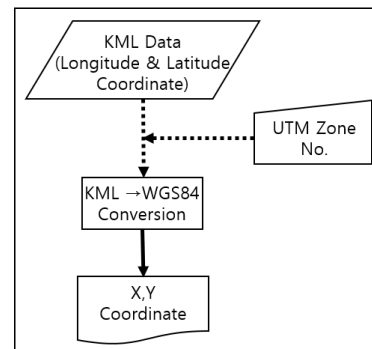 KML Data
(Longitude & Latitude
Coordinate)
UTM Zone
No.
KML →WGS84
Conversion
X,Y
Coordinate